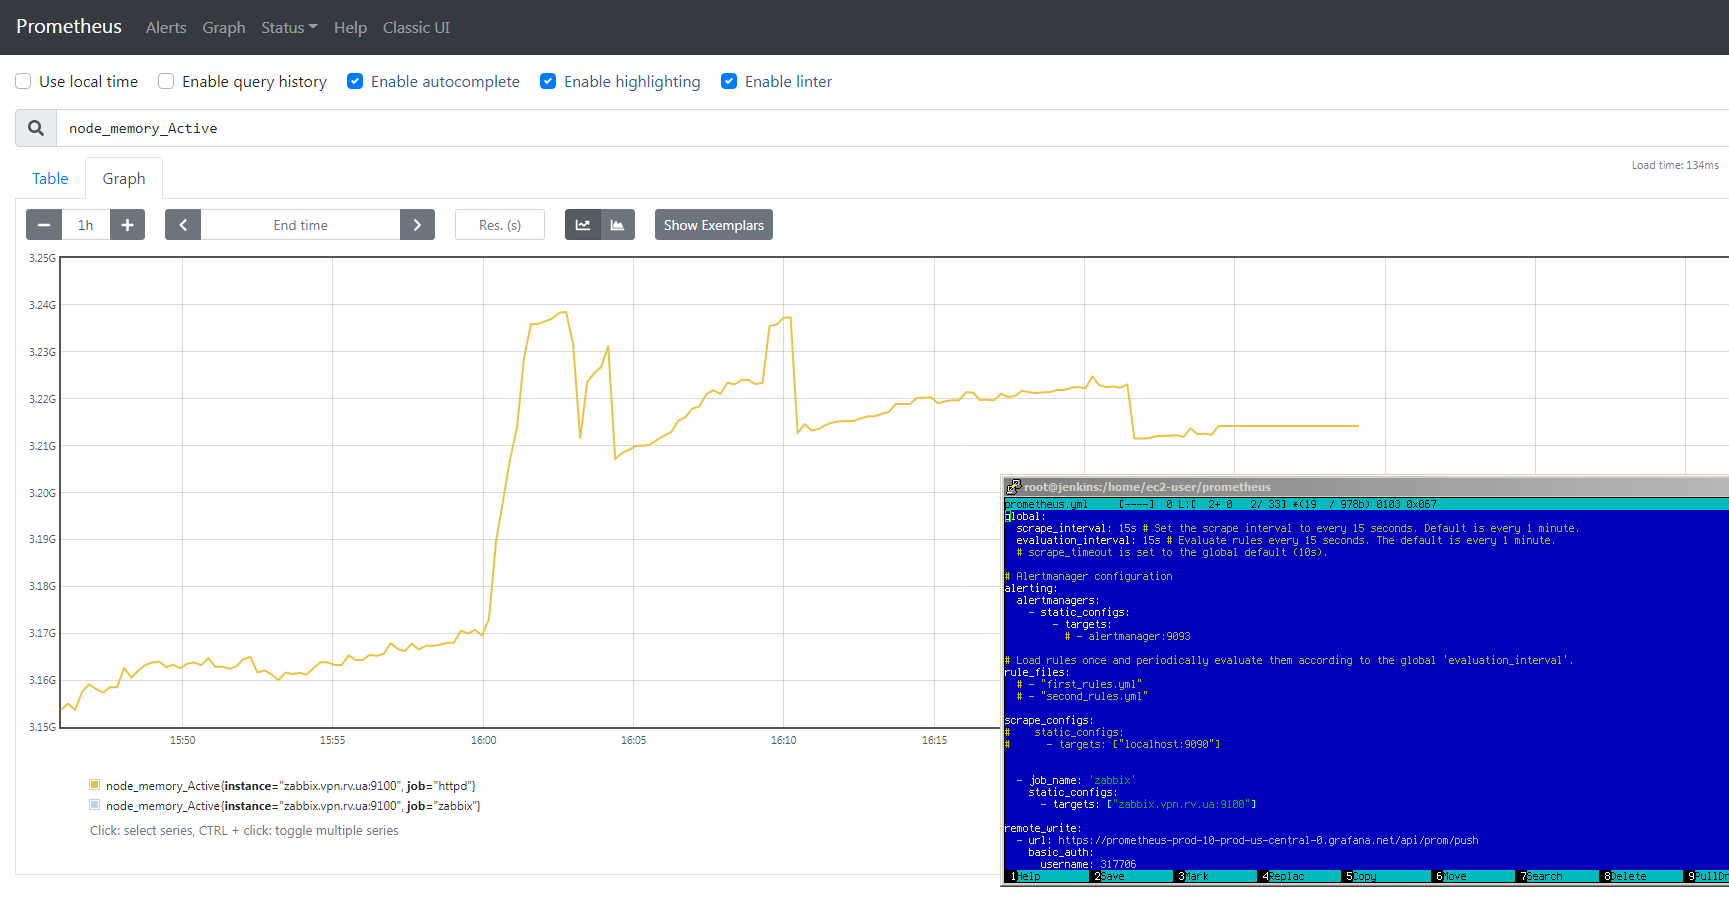 Prometheus Alerts Graph Status Help Classic UI
Use local time Enable query history Enable autocomplete Enable highlighting Enable linter
node_memory_Active
Load time: 134ms
Table Graph
1h End time Res. (s) Show Exemplars
3.25G
3.24G
3.23G
3.22G
3.21G
3.20G
3.19G
3.18G
3.17G
3.16G
3.15G
15:50 15:55 16:00 16:05 16:10 16:15
node_memory_Active{instance="zabbix.vpn.rv.ua:9100", job="httpd"}
node_memory_Active{instance="zabbix.vpn.rv.ua:9100", job="zabbix"}
Click: select series, CTRL + click: toggle multiple series
root@jenkins:/home/ec2-user/prometheus
prometheus.yml [----] 0 L:[ 2+ 0 2/ 33] *(19 / 978b) 0103 0x067
global:
scrape_interval: 15s # Set the scrape interval to every 15 seconds. Default is every 1 minute.
evaluation_interval: 15s # Evaluate rules every 15 seconds. The default is every 1 minute.
# scrape_timeout is set to the global default (10s).
# Alertmanager configuration
alerting:
alertmanagers:
- static_configs:
- targets:
# - alertmanager:9093
# Load rules once and periodically evaluate them according to the global 'evaluation_interval'.
rule_files:
# - "first_rules.yml"
# - "second_rules.yml"
scrape_configs:
# static_configs:
# - targets: ["localhost:9090"]
- job_name: 'zabbix'
static_configs:
- targets: ["zabbix.vpn.rv.ua:9100"]
remote_write:
- url: https://prometheus-prod-10-prod-us-central-0.grafana.net/api/prom/push
basic_auth:
username: 317706
1Help 2Save 3Mark 4Replac 5Copy 6Move 7Search 8Delete 9PullDn